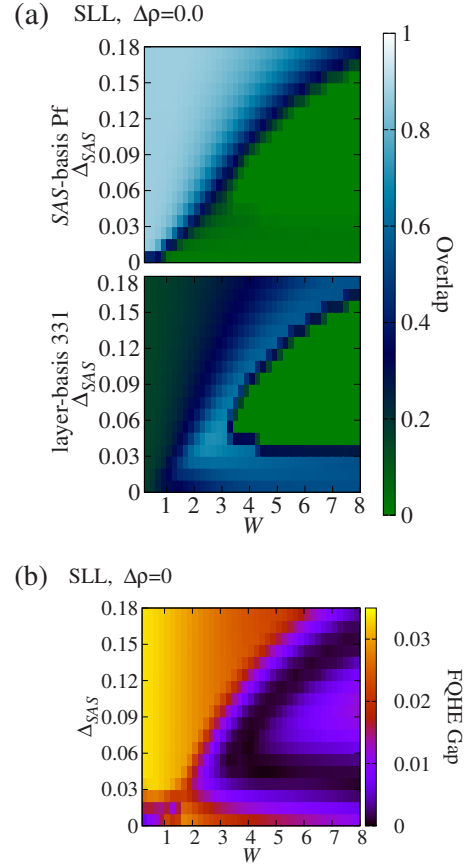 (a) SLL, Δρ=0.0
SAS-basis Pf
Δ_SAS
0.18
0.15
0.12
0.09
0.06
0.03
0
layer-basis 331
Δ_SAS
0.18
0.15
0.12
0.09
0.06
0.03
0
1 2 3 4 5 6 7 8
W
1
0.8
0.6
0.4
0.2
0
Overlap
(b) SLL, Δρ=0
Δ_SAS
0.18
0.15
0.12
0.09
0.06
0.03
0
1 2 3 4 5 6 7 8
W
0.03
0.02
0.01
0
FQHE Gap